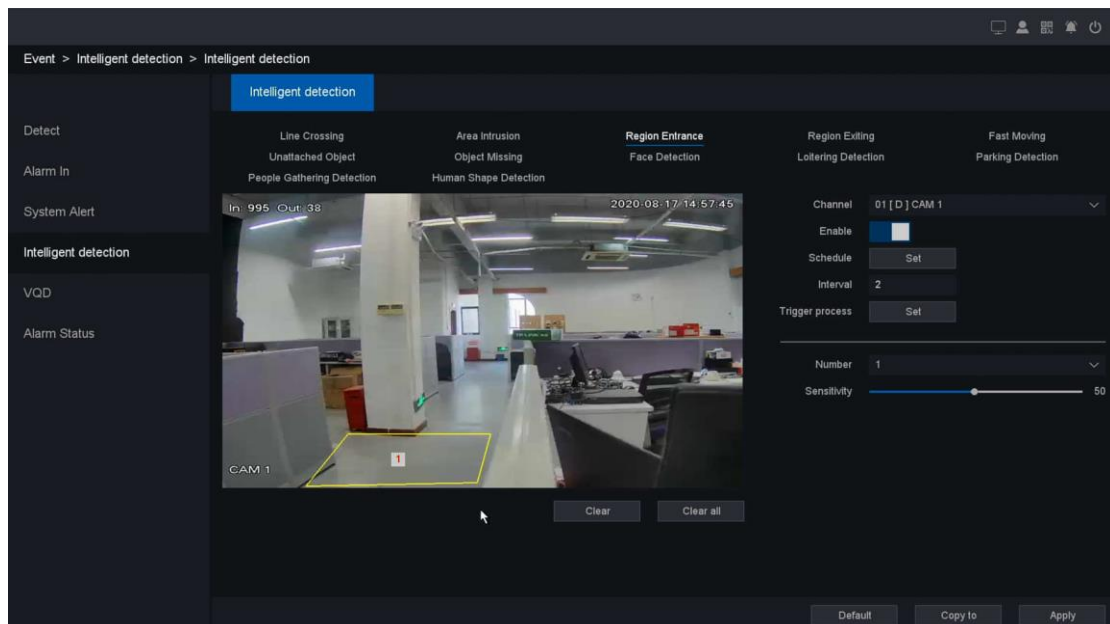 Event > Intelligent detection > Intelligent detection
Intelligent detection
Detect
Alarm In
System Alert
Intelligent detection
VQD
Alarm Status
Line Crossing Area Intrusion Region Entrance Region Exiting Fast Moving
Unattached Object Object Missing Face Detection Loitering Detection Parking Detection
People Gathering Detection Human Shape Detection
In 995 Out 38 2020-08-17 14:57:45
1
CAM 1
Clear Clear all
Channel 01 [ D ] CAM 1
Enable
Schedule Set
Interval 2
Trigger process Set
Number 1
Sensitivity 50
Default Copy to Apply